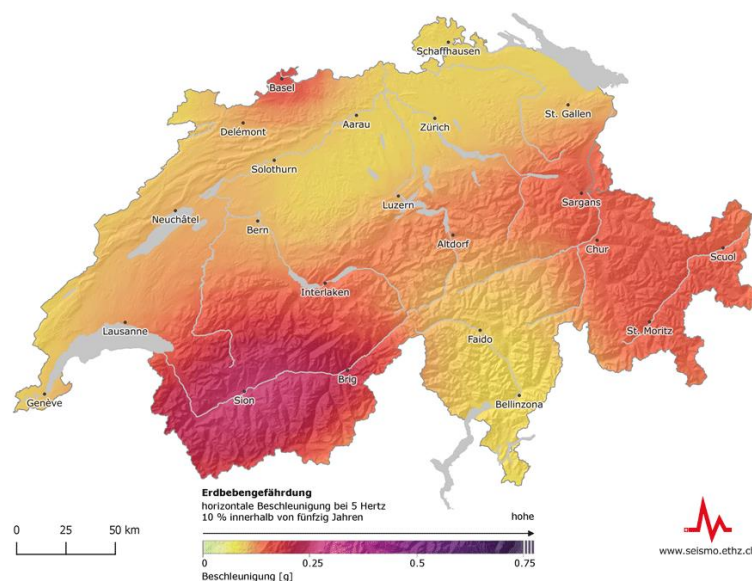 Schaffhausen
Basel
St. Gallen
Aarau
Zürich
Delémont
Solothurn
Sargans
Luzern
Neuchâtel
Bern
Altdorf
Chur
Scuol
Interlaken
Lausanne
St. Moritz
Faido
Brig
Sion
Bellinzona
Genève
Erdbebengefährdung
horizontale Beschleunigung bei 5 Hertz
10 % innerhalb von fünfzig Jahren
hohe
0 25 50 km
0 0.25 0.5 0.75
Beschleunigung [g]
www.seismo.ethz.c